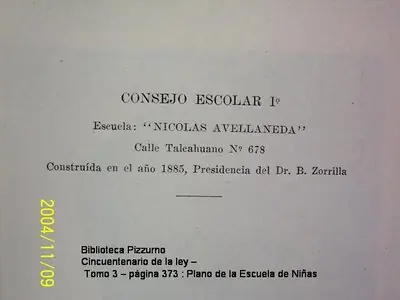 CONSEJO ESCOLAR Iº
Escuela: "NICOLAS AVELLANEDA"
Calle Talcahuano Nº 678
Construída en el año 1885, Presidencia del Dr. B. Zorrilla
2004/11/09
Biblioteca Pizzurno
Cincuentenario de la ley –
Tomo 3 – página 373 : Plano de la Escuela de Niñas